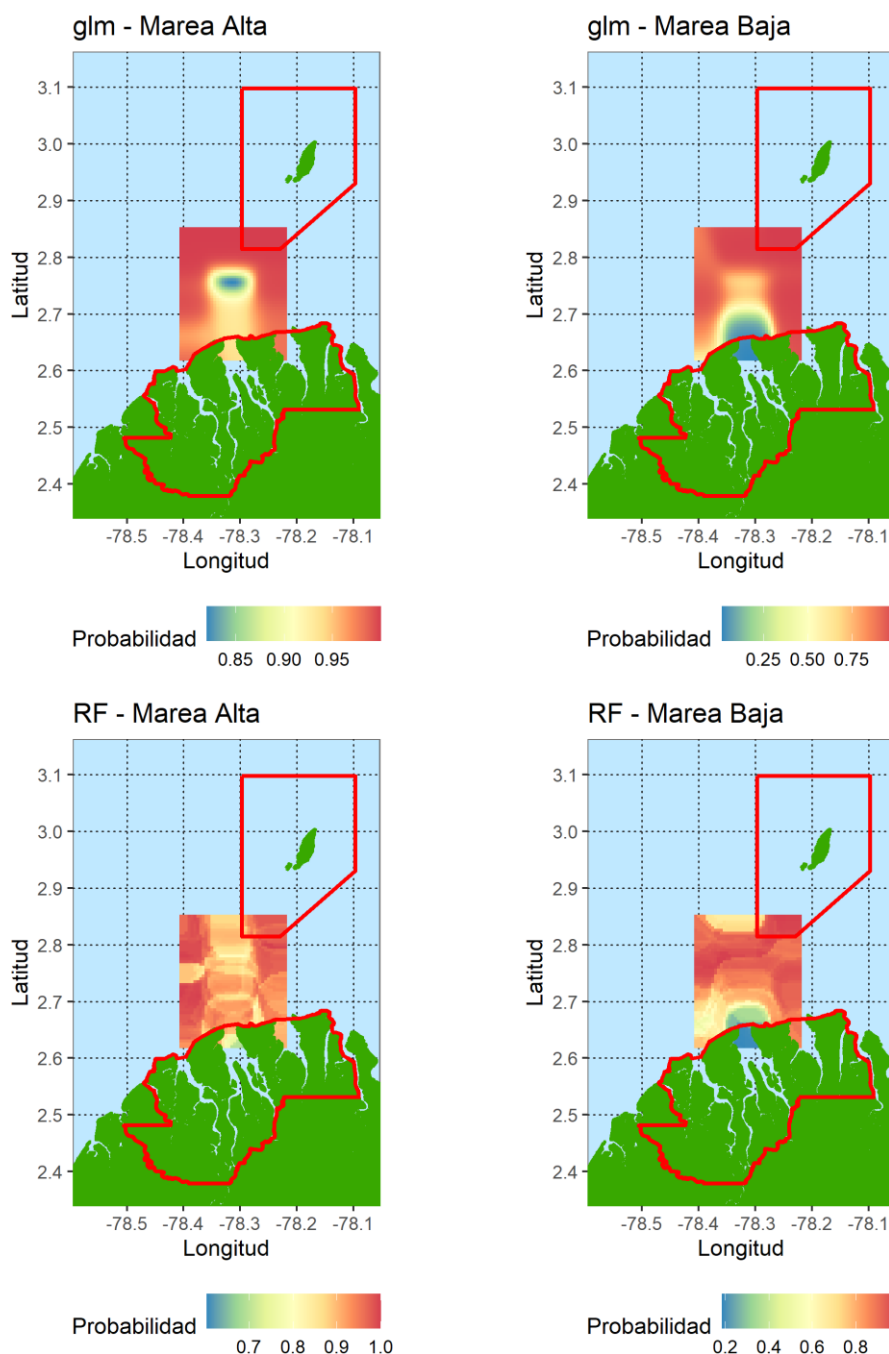 glm - Marea Alta
glm - Marea Baja
3.1
3.0
2.9
2.8
2.7
2.6
2.5
2.4
Latitud
-78.5 -78.4 -78.3 -78.2 -78.1
Longitud
Probabilidad
0.85 0.90 0.95
3.1
3.0
2.9
2.8
2.7
2.6
2.5
2.4
Latitud
-78.5 -78.4 -78.3 -78.2 -78.1
Longitud
Probabilidad
0.25 0.50 0.75
RF - Marea Alta
RF - Marea Baja
3.1
3.0
2.9
2.8
2.7
2.6
2.5
2.4
Latitud
-78.5 -78.4 -78.3 -78.2 -78.1
Longitud
Probabilidad
0.7 0.8 0.9 1.0
3.1
3.0
2.9
2.8
2.7
2.6
2.5
2.4
Latitud
-78.5 -78.4 -78.3 -78.2 -78.1
Longitud
Probabilidad
0.2 0.4 0.6 0.8